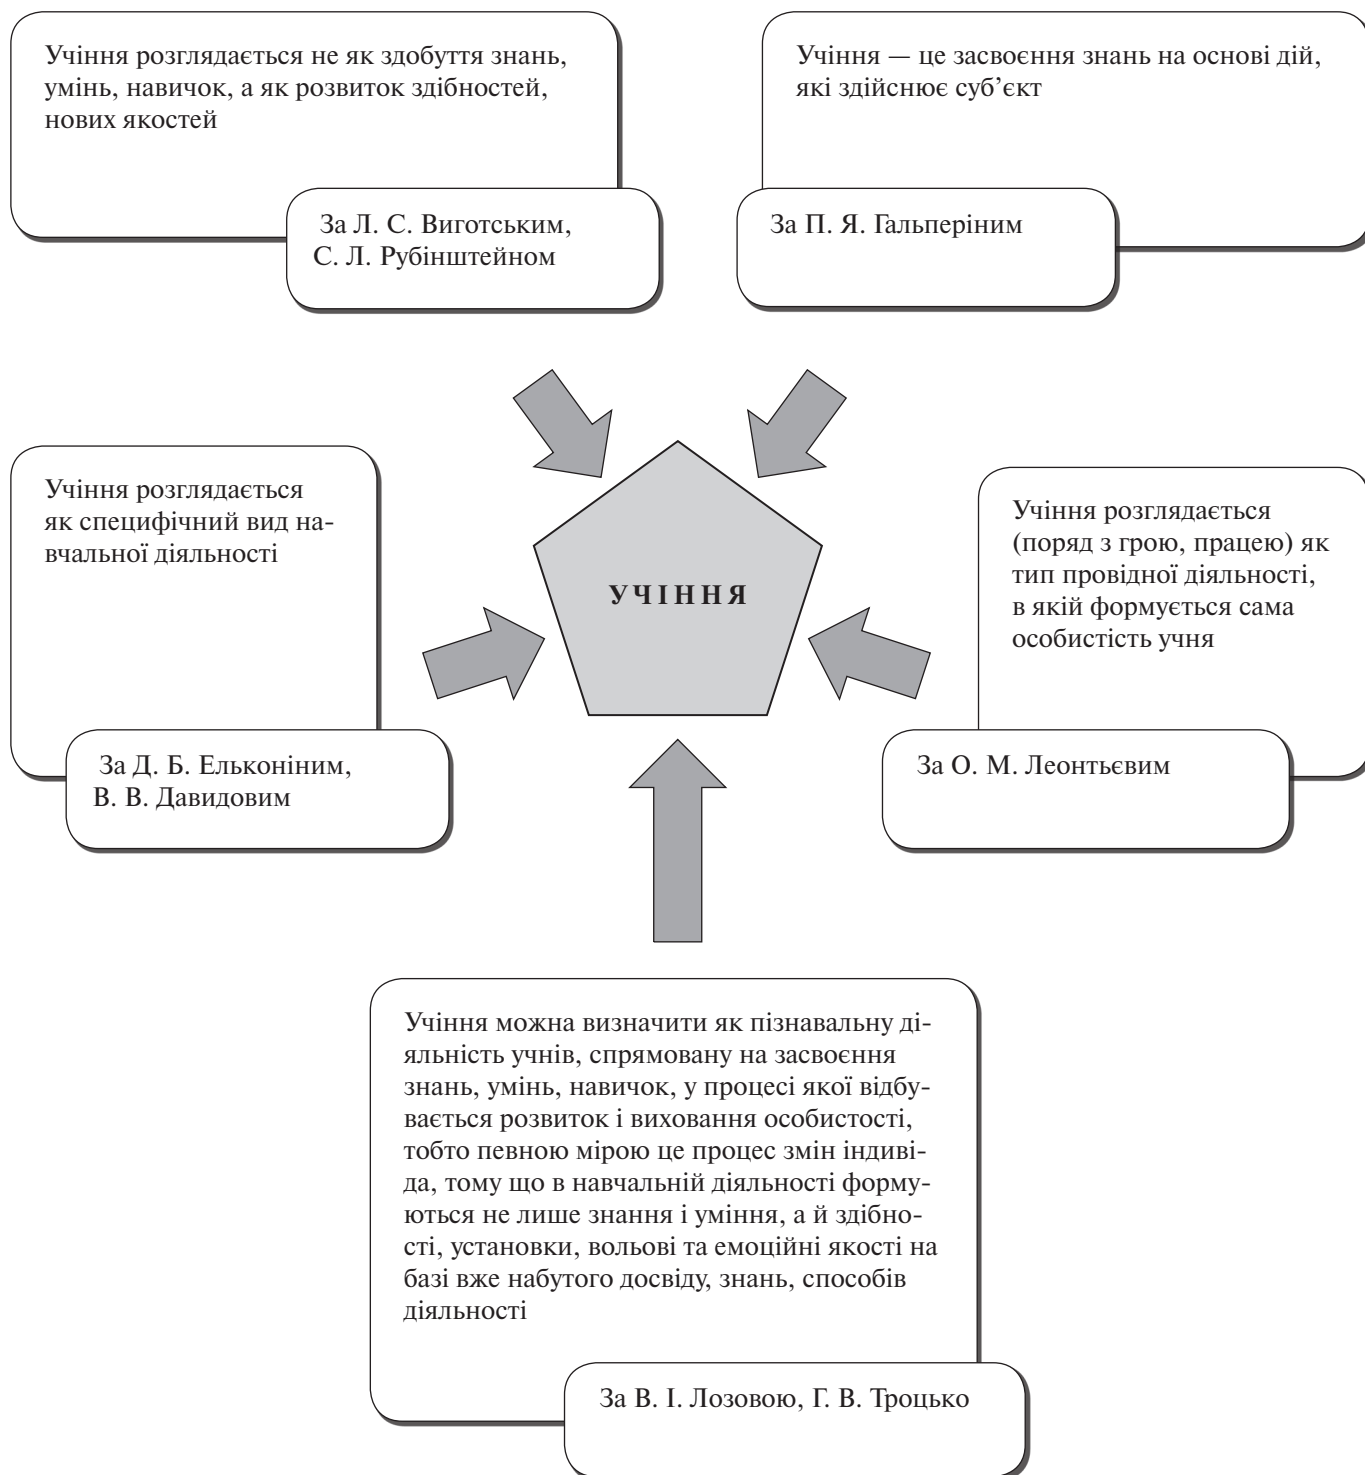 Учіння розглядається не як здобуття знань,
умінь, навичок, а як розвиток здібностей,
нових якостей
За Л. С. Виготським,
С. Л. Рубінштейном
Учіння — це засвоєння знань на основі дій,
які здійснює суб’єкт
За П. Я. Гальперіним
Учіння розглядається
як специфічний вид на-
вчальної діяльності
За Д. Б. Ельконіним,
В. В. Давидовим
УЧІННЯ
Учіння розглядається
(поряд з грою, працею) як
тип провідної діяльності,
в якій формується сама
особистість учня
За О. М. Леонтьєвим
Учіння можна визначити як пізнавальну ді-
яльність учнів, спрямовану на засвоєння
знань, умінь, навичок, у процесі якої відбу-
вається розвиток і виховання особистості,
тобто певною мірою це процес змін індиві-
да, тому що в навчальній діяльності форму-
ються не лише знання і уміння, а й здібно-
сті, установки, вольові та емоційні якості на
базі вже набутого досвіду, знань, способів
діяльності
За В. І. Лозовою, Г. В. Троцько